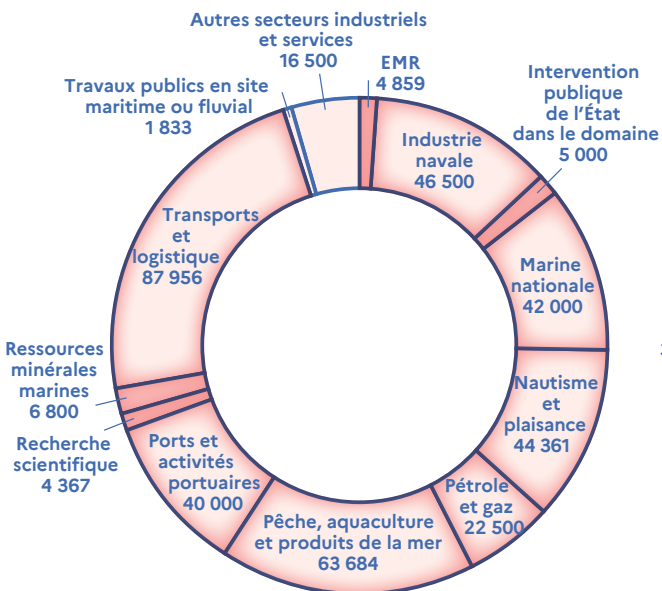 Autres secteurs industriels
et services
16 500
EMR
4 859
Intervention
publique
de l'État
dans le domaine
5 000
Travaux publics en site
maritime ou fluvial
1 833
Industrie
navale
46 500
Transports
et
logistique
87 956
Marine
nationale
42 000
Ressources
minérales
marines
6 800
Nautisme
et
plaisance
44 361
Recherche
scientifique
4 367
Ports et
activités
portuaires
40 000
Pétrole
et gaz
22 500
Pêche, aquaculture
et produits de la mer
63 684